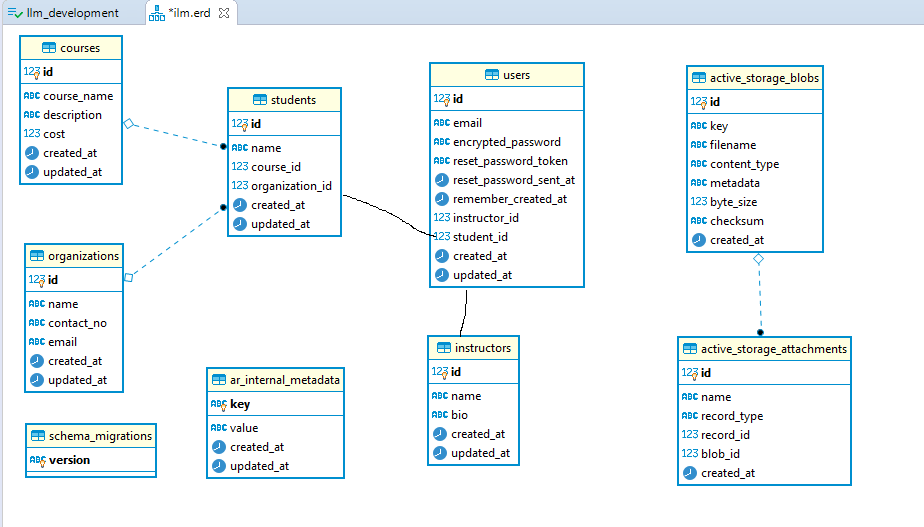 llm_development
*ilm.erd
courses
123 id
ABC course_name
ABC description
123 cost
created_at
updated_at
students
123 id
ABC name
123 course_id
123 organization_id
created_at
updated_at
users
123 id
ABC email
ABC encrypted_password
ABC reset_password_token
reset_password_sent_at
remember_created_at
123 instructor_id
123 student_id
created_at
updated_at
active_storage_blobs
123 id
ABC key
ABC filename
ABC content_type
ABC metadata
123 byte_size
ABC checksum
created_at
organizations
123 id
ABC name
ABC contact_no
ABC email
created_at
updated_at
ar_internal_metadata
ABC key
ABC value
created_at
updated_at
instructors
123 id
ABC name
ABC bio
created_at
updated_at
active_storage_attachments
123 id
ABC name
ABC record_type
123 record_id
123 blob_id
created_at
schema_migrations
ABC version